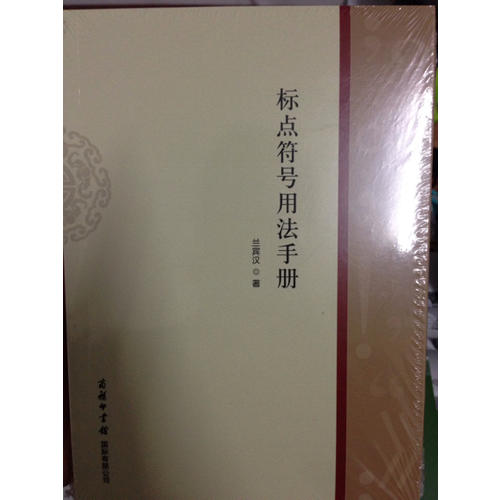 标点符号用法手册
兰宾汉◎著
商务印书馆
国际有限公司